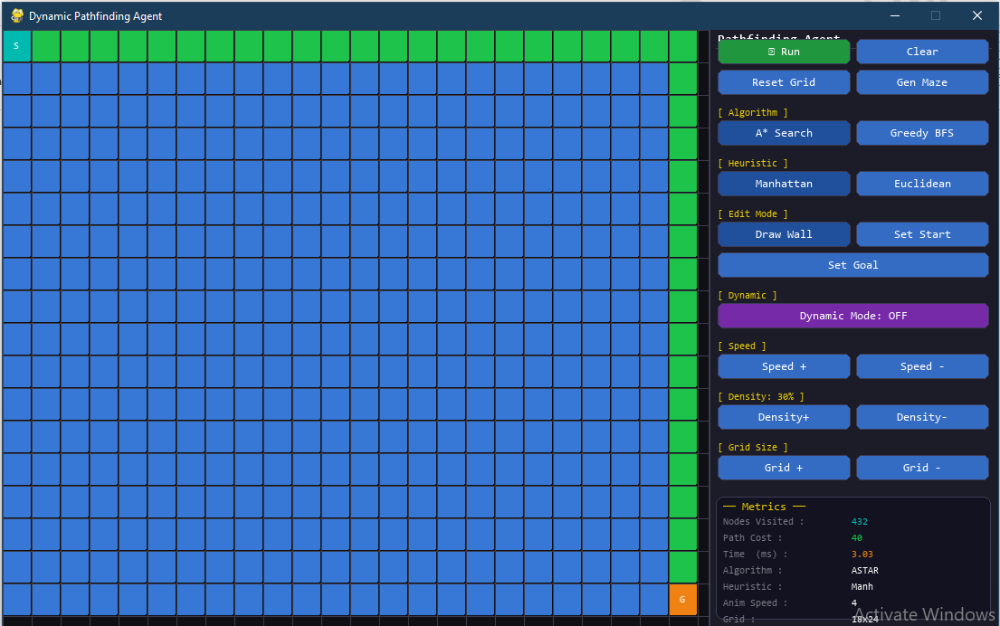 Dynamic Pathfinding Agent
S
Pathfinding Agent
Run Clear
Reset Grid Gen Maze
[ Algorithm ]
A* Search Greedy BFS
[ Heuristic ]
Manhattan Euclidean
[ Edit Mode ]
Draw Wall Set Start
Set Goal
[ Dynamic ]
Dynamic Mode: OFF
[ Speed ]
Speed + Speed -
[ Density: 30% ]
Density+ Density-
[ Grid Size ]
Grid + Grid -
Metrics
Nodes Visited : 432
Path Cost : 40
Time (ms) : 3.03
Algorithm : ASTAR
Heuristic : Manh
G
Anim Speed : 4
Grid : 18x24
Activate Windows